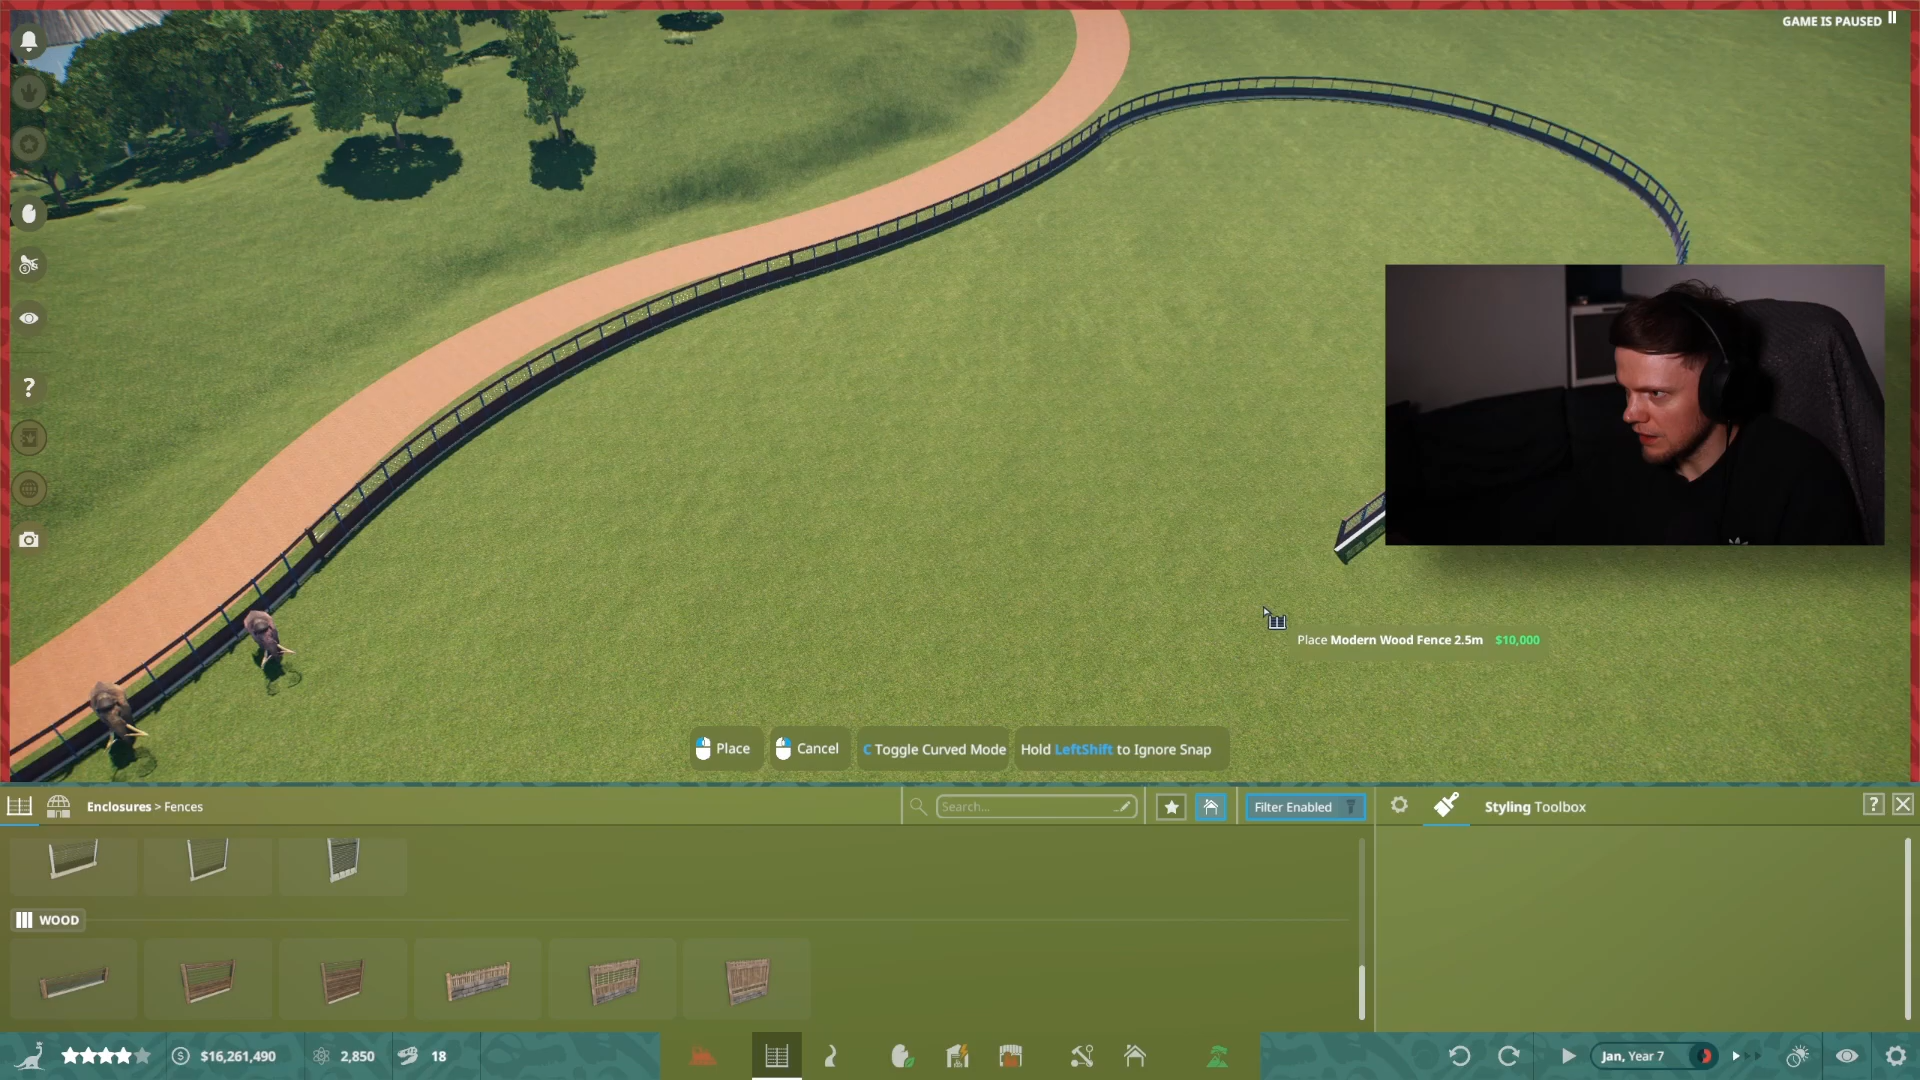 GAME IS PAUSED
?
Place Modern Wood Fence 2.5m $10,000
Place
Cancel
C Toggle Curved Mode
Hold LeftShift to Ignore Snap
Enclosures > Fences
Search...
Filter Enabled
Styling Toolbox
?
WOOD
$16,261,490
2,850
18
Jan, Year 7